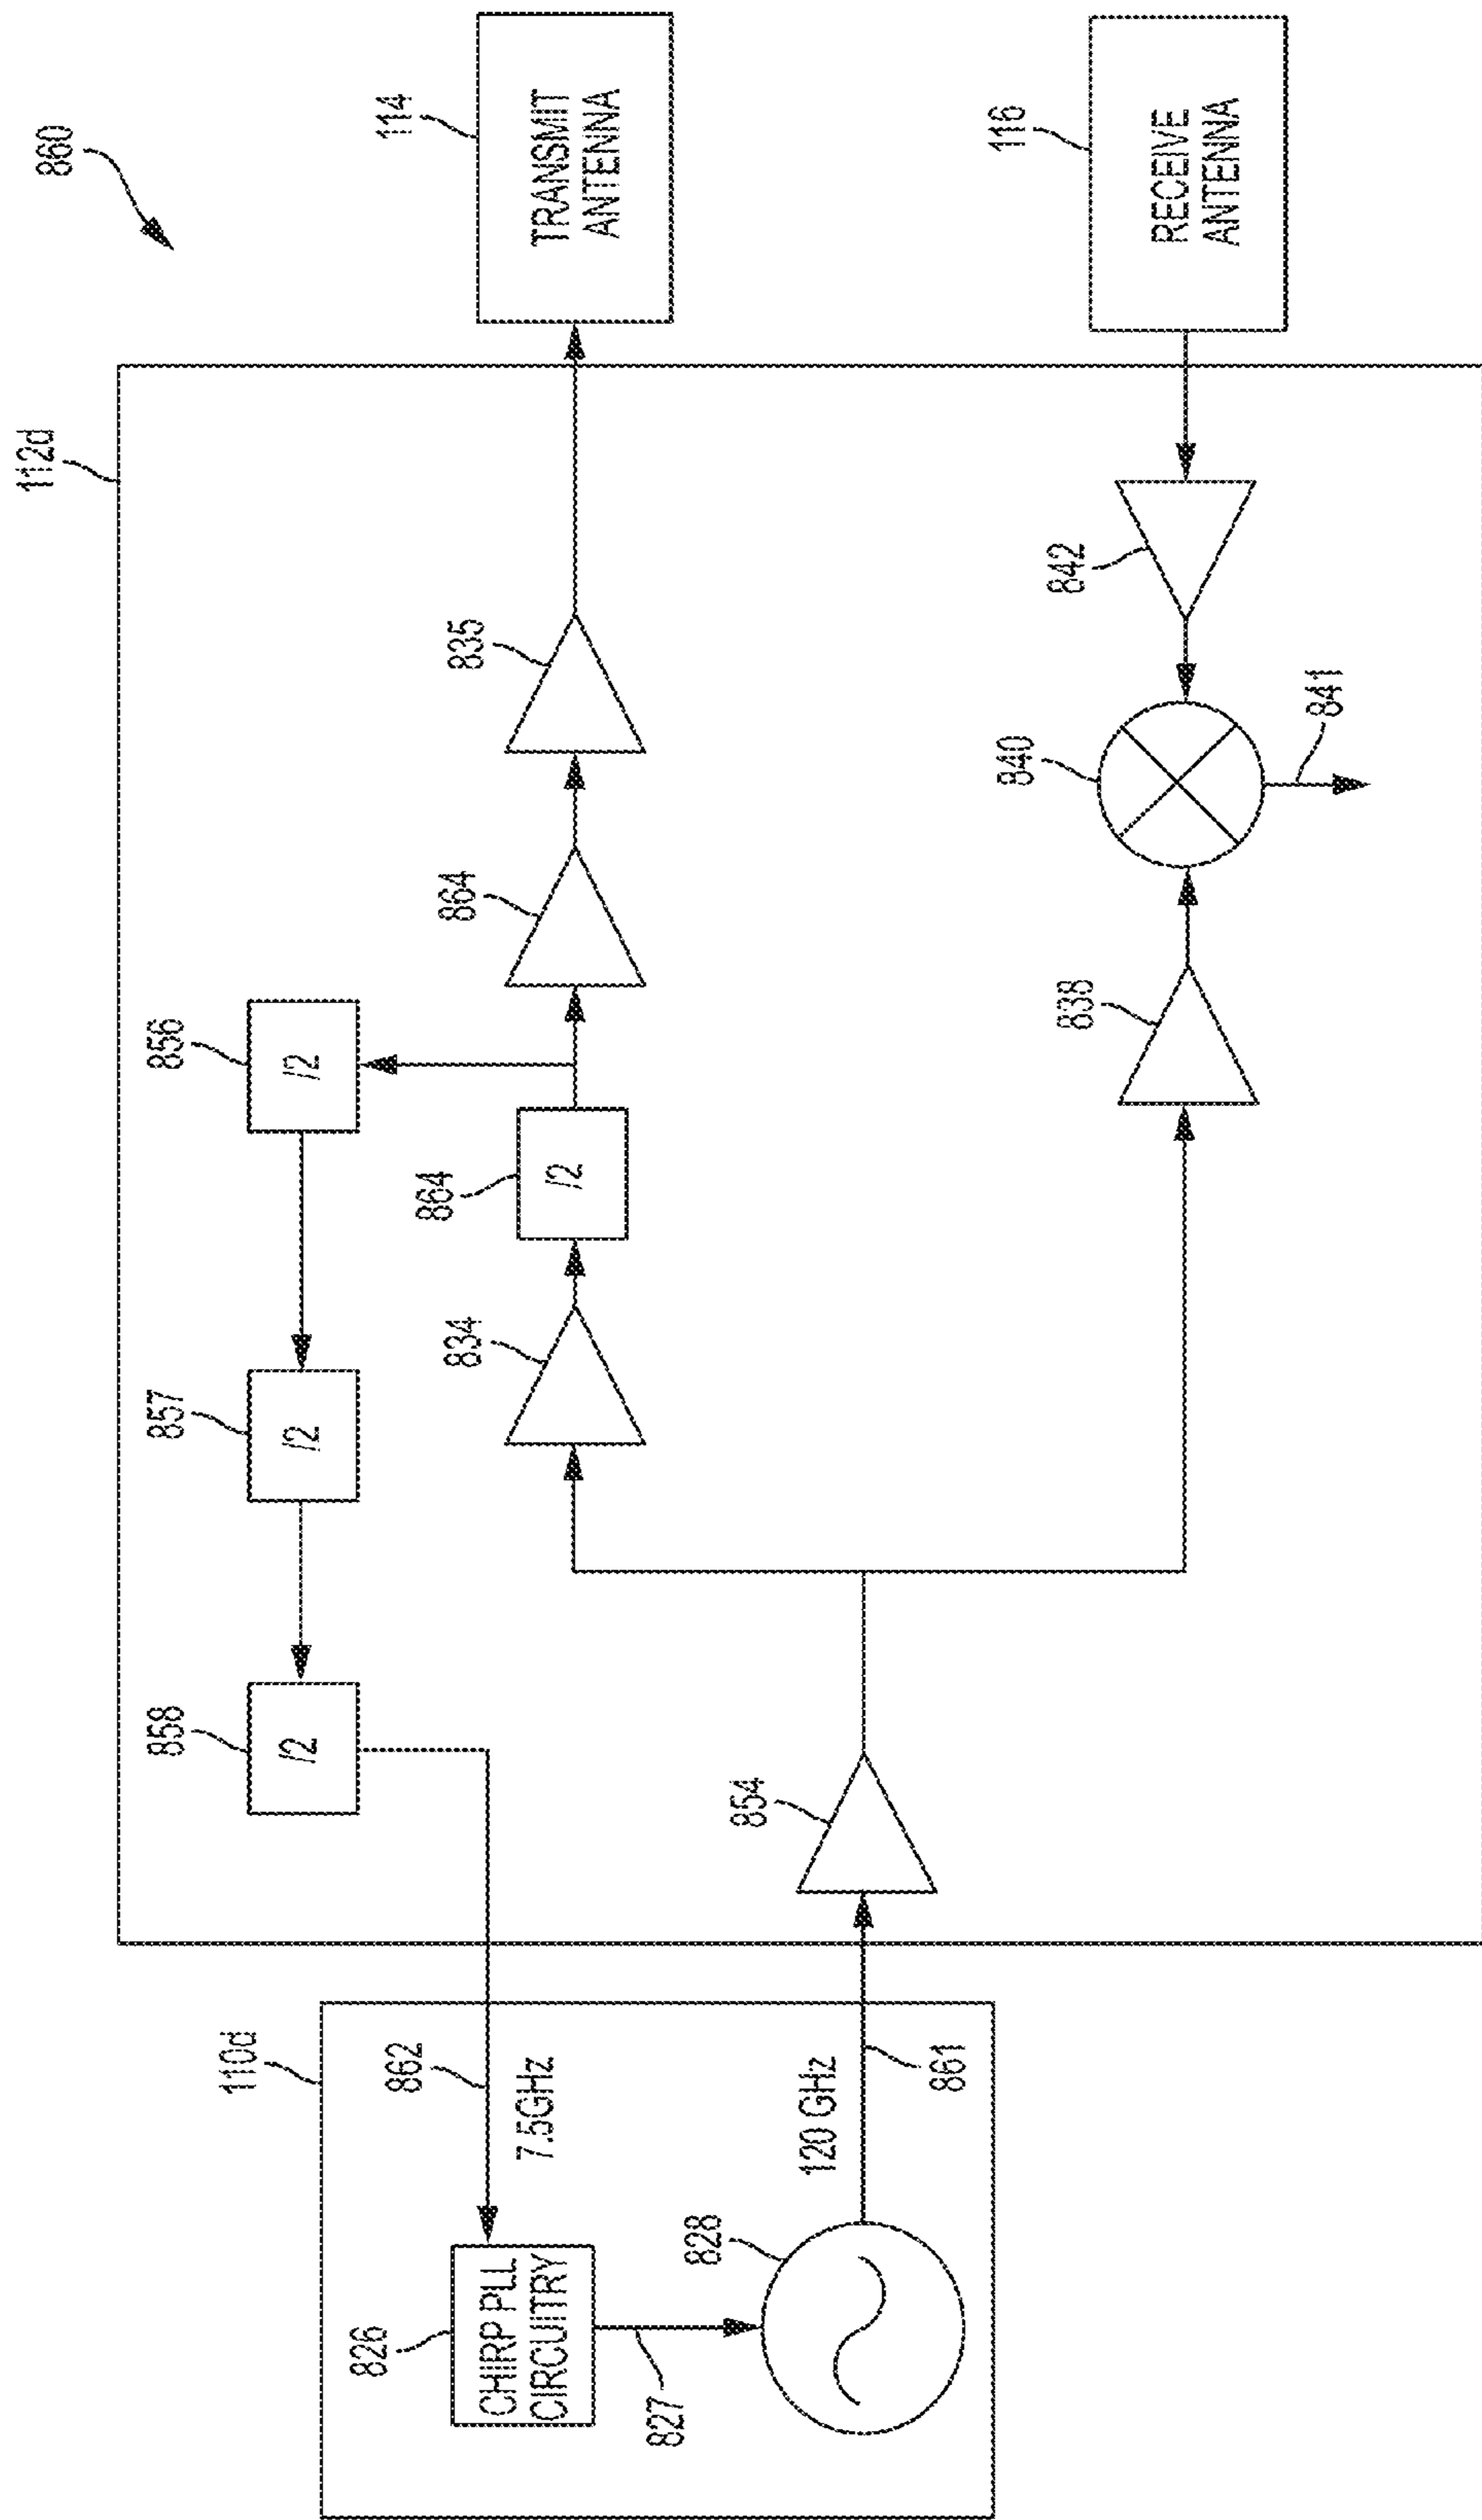 860
112d
114
TRANSMIT
ANTENNA
116
RECEIVE
ANTENNA
858
/2
857
/2
856
/2
834
864
/2
864
835
110d
862
7.5GHz
826
CHIRP PLL
CIRCUITRY
827
828
120 GHz
861
854
838
840
841
842